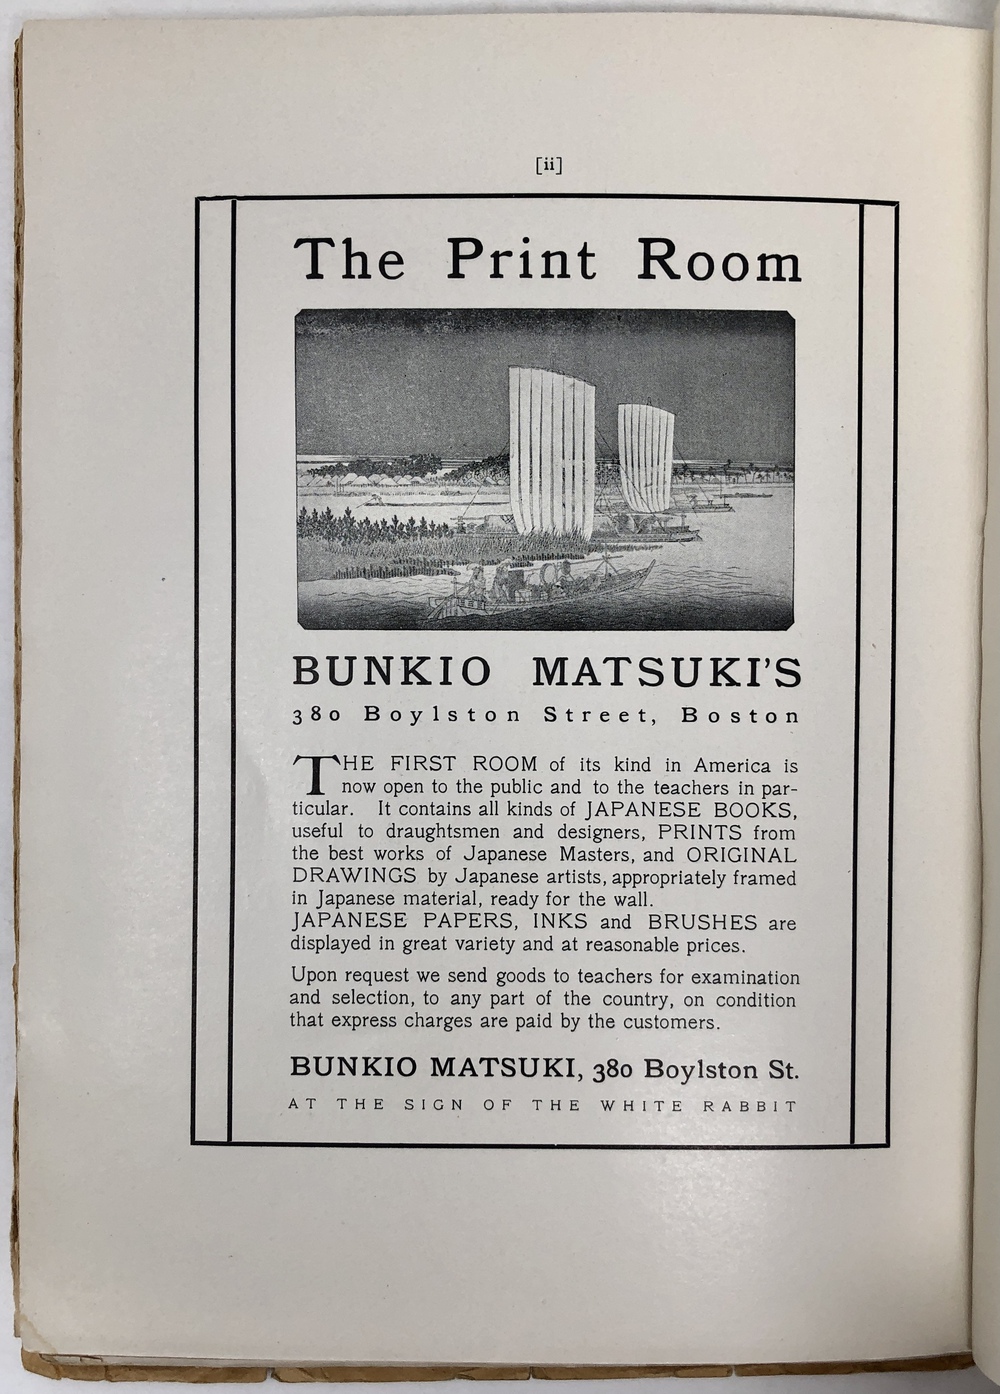 [ii]
The Print Room
BUNKIO MATSUKI'S
380 Boylston Street, Boston
THE FIRST ROOM of its kind in America is
now open to the public and to the teachers in par-
ticular. It contains all kinds of JAPANESE BOOKS,
useful to draughtsmen and designers, PRINTS from
the best works of Japanese Masters, and ORIGINAL
DRAWINGS by Japanese artists, appropriately framed
in Japanese material, ready for the wall.
JAPANESE PAPERS, INKS and BRUSHES are
displayed in great variety and at reasonable prices.
Upon request we send goods to teachers for examination
and selection, to any part of the country, on condition
that express charges are paid by the customers.
BUNKIO MATSUKI, 380 Boylston St.
AT THE SIGN OF THE WHITE RABBIT